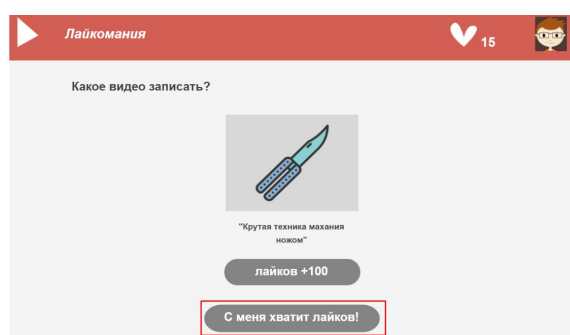 Лайкомания
15
Какое видео записать?
"Крутая техника махания
ножом"
лайков +100
С меня хватит лайков!